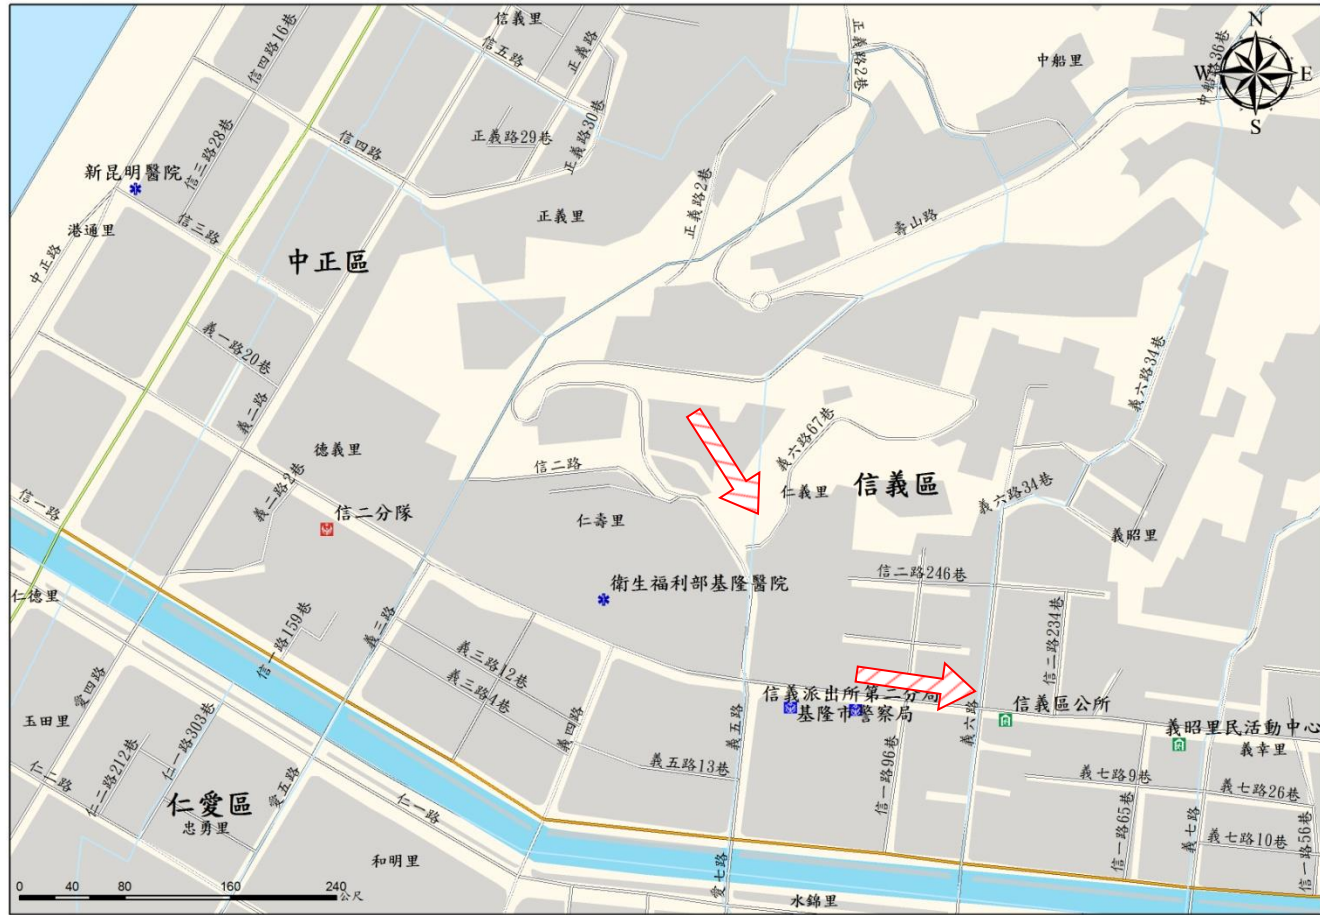 信義里
信四路16巷
信五路
正義路
正義路2巷
中船里
中船路36巷
N
W
E
S
信三路28巷
信四路
正義路29巷
正義路30巷
新昆明醫院
正義路2巷
壽山路
港通里
信三路
正義里
中正路
中正區
義一路20巷
義二路
義六路34巷
德義里
信二路
義六路67巷
仁義里
信義區
義六路34巷
義昭里
信一路
義二路2巷
信二分隊
仁壽里
衛生福利部基隆醫院
信二路246巷
信二路234巷
仁德里
信一路159巷
義三路
義三路12巷
義三路4巷
愛四路
玉田里
仁一路303巷
義四路
義五路
信義派出所第二分局
基隆市警察局
義六路
信義區公所
義昭里民活動中心
義幸里
義五路13巷
信一路96巷
義七路9巷
義七路26巷
仁二路
仁二路212巷
仁愛區
忠勇里
愛五路
仁一路
信一路65巷
義七路
義七路10巷
信一路56巷
和明里
愛七路
水錦里
0 40 80 160 240
公尺